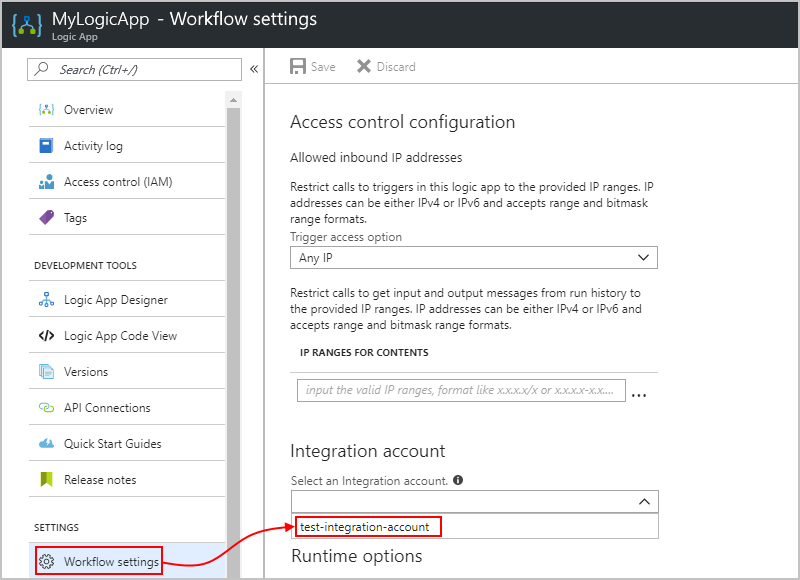 MyLogicApp - Workflow settings
Logic App
Search (Ctrl+/)
«
Overview
Activity log
Access control (IAM)
Tags
DEVELOPMENT TOOLS
Logic App Designer
Logic App Code View
Versions
API Connections
Quick Start Guides
Release notes
SETTINGS
Workflow settings
Save
Discard
Access control configuration
Allowed inbound IP addresses
Restrict calls to triggers in this logic app to the provided IP ranges. IP
addresses can be either IPv4 or IPv6 and accepts range and bitmask
range formats.
Trigger access option
Any IP
Restrict calls to get input and output messages from run history to
the provided IP ranges. IP addresses can be either IPv4 or IPv6 and
accepts range and bitmask range formats.
IP RANGES FOR CONTENTS
input the valid IP ranges, format like x.x.x.x/x or x.x.x.x-x.x....
...
Integration account
Select an Integration account.
test-integration-account
Runtime options